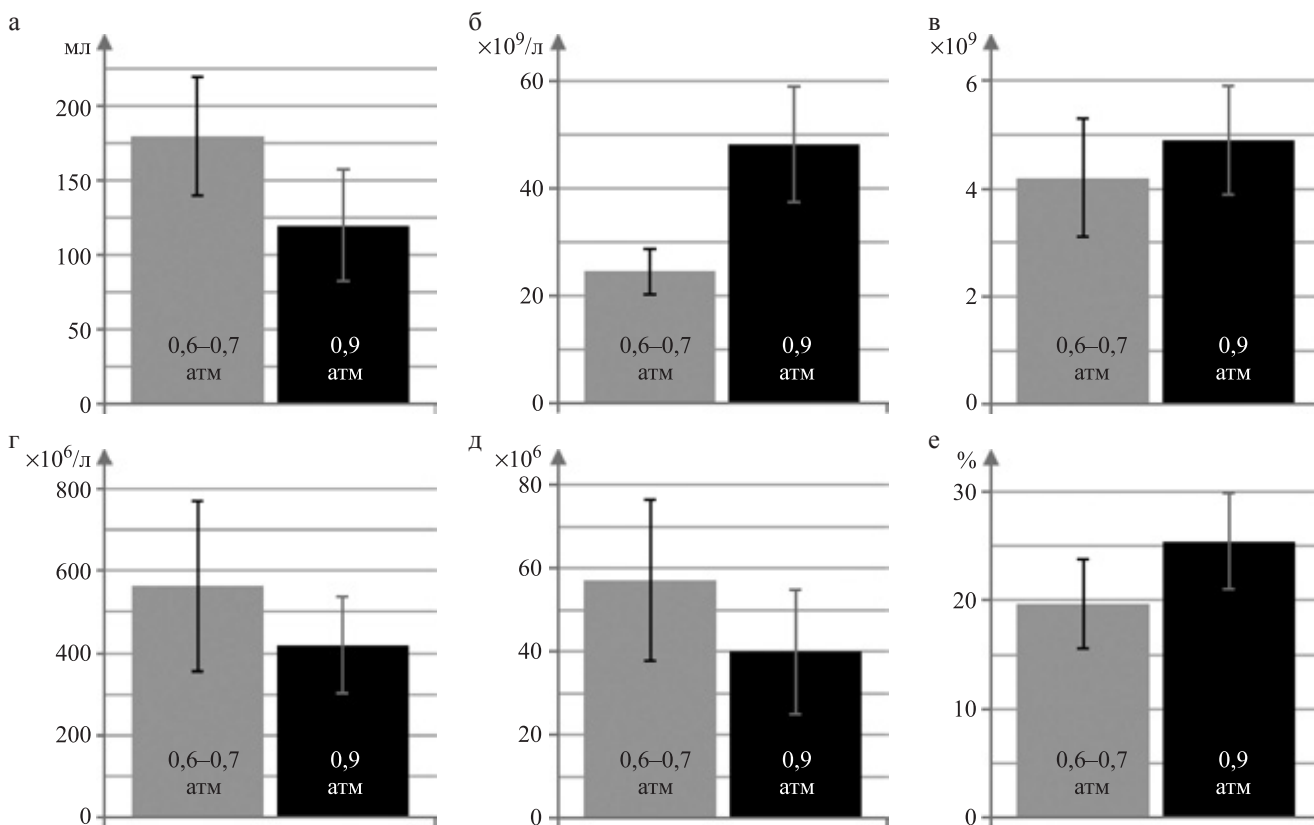 а
мл
200
150
100
50
0
0,6–0,7
атм
0,9
атм
б
×10⁹/л
60
40
20
0
0,6–0,7
атм
0,9
атм
в
×10⁹
6
4
2
0
0,6–0,7
атм
0,9
атм
г
×10⁶/л
800
600
400
200
0
0,6–0,7
атм
0,9
атм
д
×10⁶
80
60
40
20
0
0,6–0,7
атм
0,9
атм
е
%
30
20
10
0
0,6–0,7
атм
0,9
атм